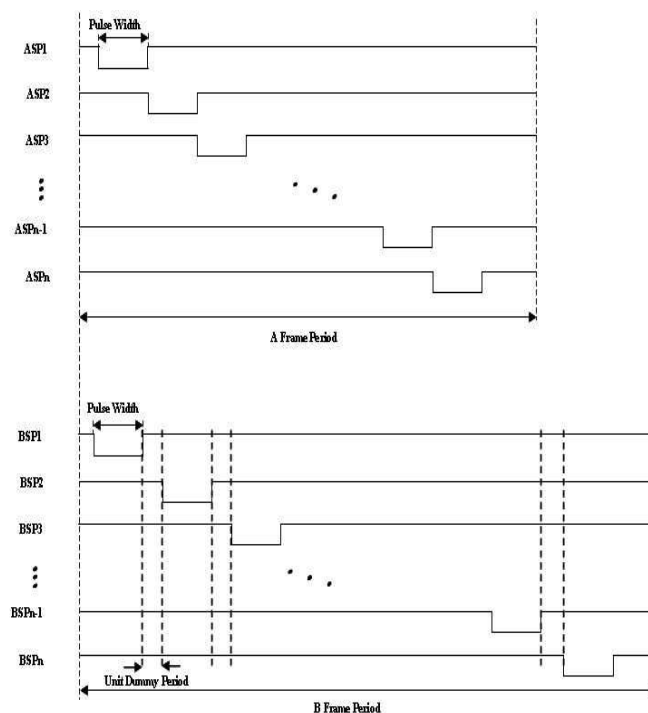 Pulse Width
ASP1
ASP2
ASP3
ASPn-1
ASPn
A Frame Period
Pulse Width
BSP1
BSP2
BSP3
BSPn-1
BSPn
Unit Dummy Period
B Frame Period